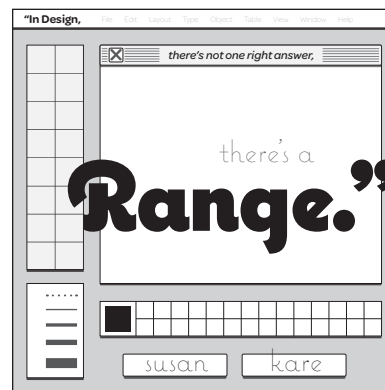 "In Design, File Edit Layout Type Object Table View Window Help
there's not one right answer,
there's a
Range."
susan kare